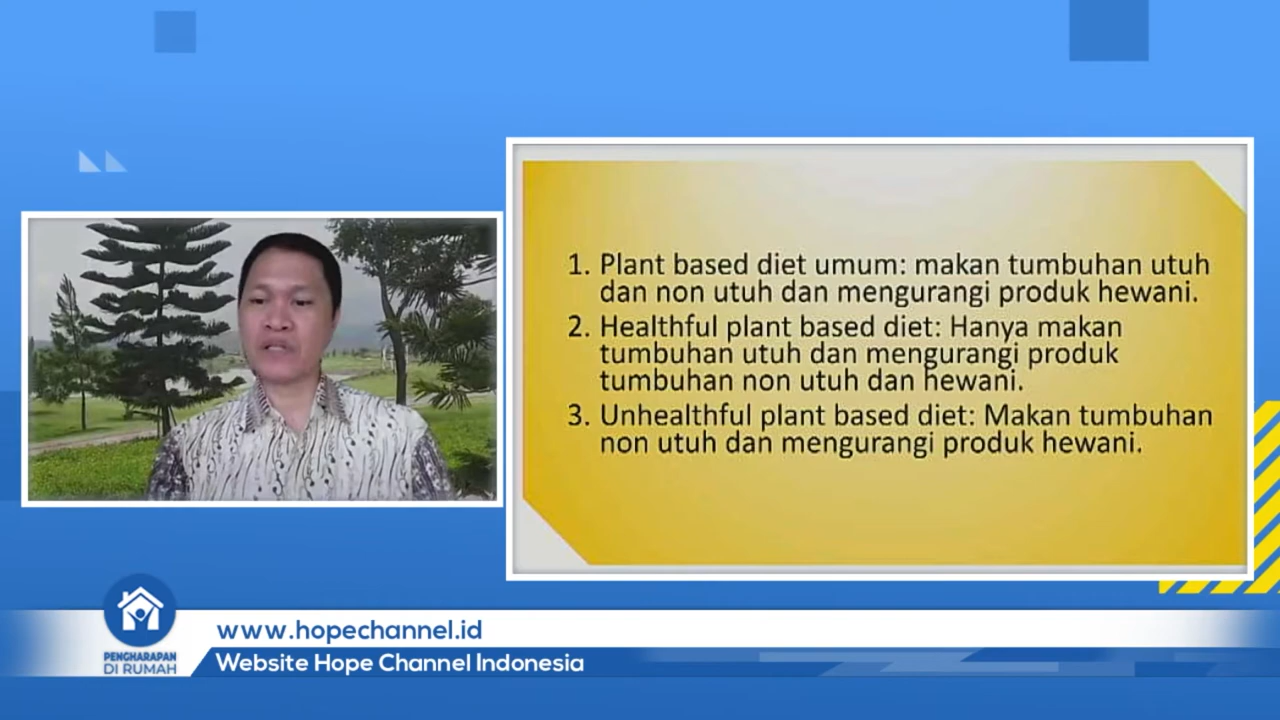 1. Plant based diet umum: makan tumbuhan utuh
dan non utuh dan mengurangi produk hewani.
2. Healthful plant based diet: Hanya makan
tumbuhan utuh dan mengurangi produk
tumbuhan non utuh dan hewani.
3. Unhealthful plant based diet: Makan tumbuhan
non utuh dan mengurangi produk hewani.
PENGHARAPAN
DI RUMAH
www.hopechannel.id
Website Hope Channel Indonesia